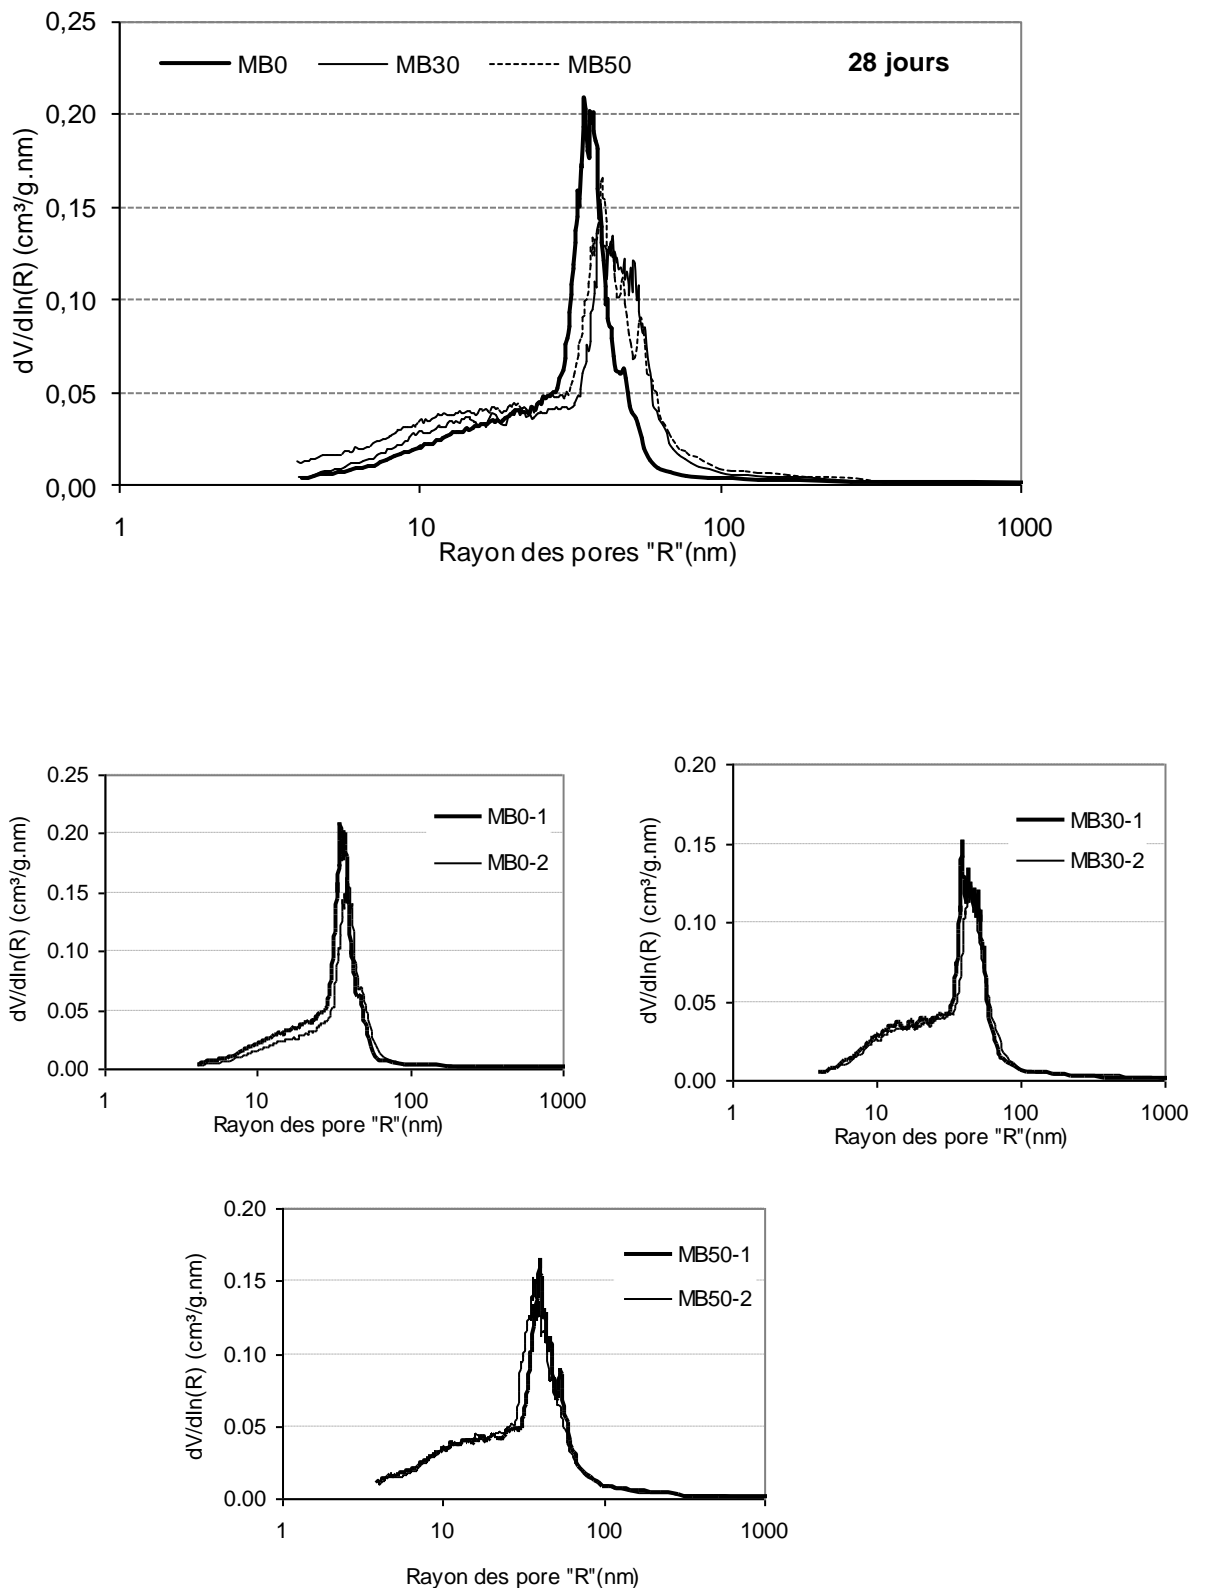 0,25
MB0 MB30 MB50 28 jours
0,20
0,15
0,10
0,05
0,00
dV/dln(R) (cm³/g.nm)
1 10 100 1000
Rayon des pores "R"(nm)
0.25
0.20
0.15
0.10
0.05
0.00
dV/dln(R) (cm³/g.nm)
MB0-1
MB0-2
1 10 100 1000
Rayon des pore "R"(nm)
0.20
0.15
0.10
0.05
0.00
dV/dln(R) (cm³/g.nm)
MB30-1
MB30-2
1 10 100 1000
Rayon des pore "R"(nm)
0.20
0.15
0.10
0.05
0.00
dV/dln(R) (cm³/g.nm)
MB50-1
MB50-2
1 10 100 1000
Rayon des pore "R"(nm)